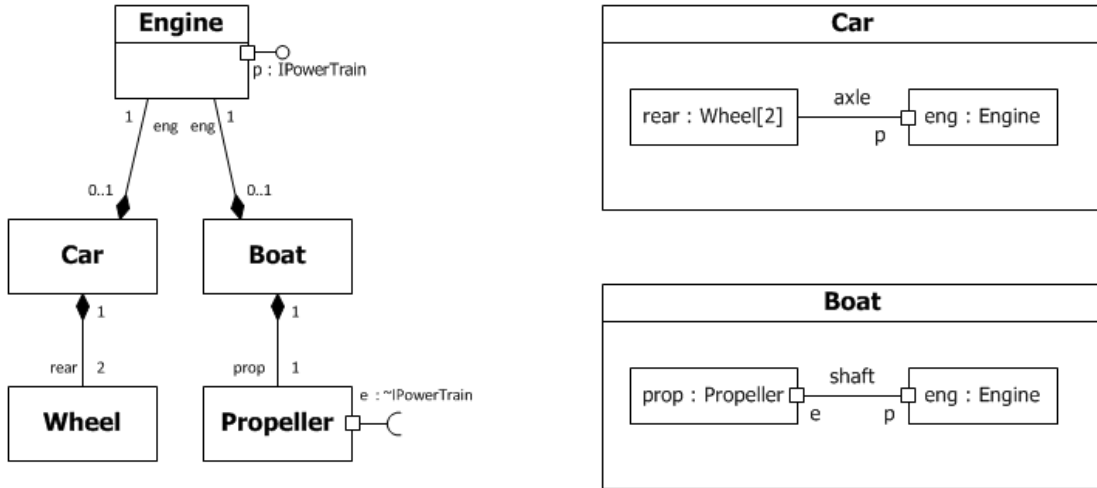 Engine
p : IPowerTrain
1
eng
eng
1
0..1
0..1
Car
Boat
1
1
rear
2
prop
1
e : ~IPowerTrain
Wheel
Propeller
Car
rear : Wheel[2]
axle
p
eng : Engine
Boat
prop : Propeller
shaft
e
p
eng : Engine